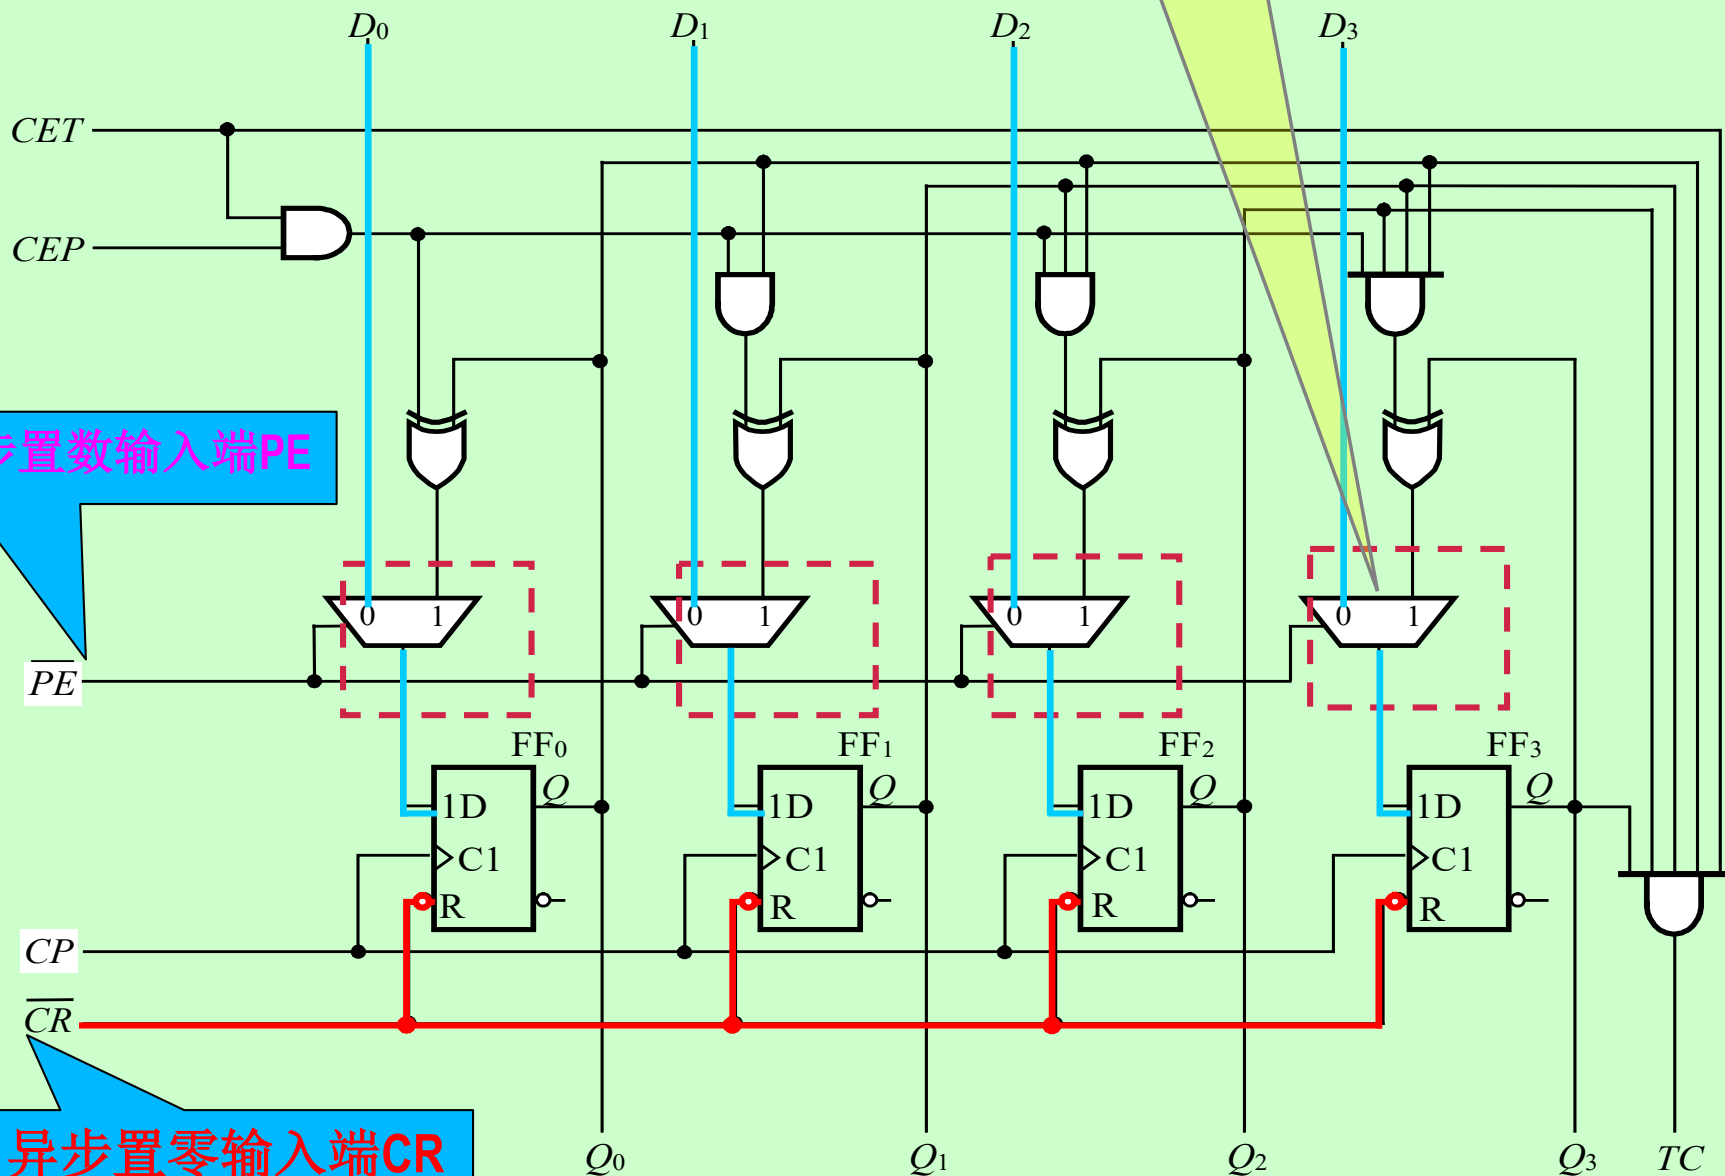 D0 D1 D2 D3
CET
CEP
步置数输入端PE
0 1 0 1 0 1 0 1
P̅E̅
FF0 FF1 FF2 FF3
1D Q 1D Q 1D Q 1D Q
C1 C1 C1 C1
R R R R
CP
C̅R̅
异步置零输入端CR
Q0 Q1 Q2 Q3 TC